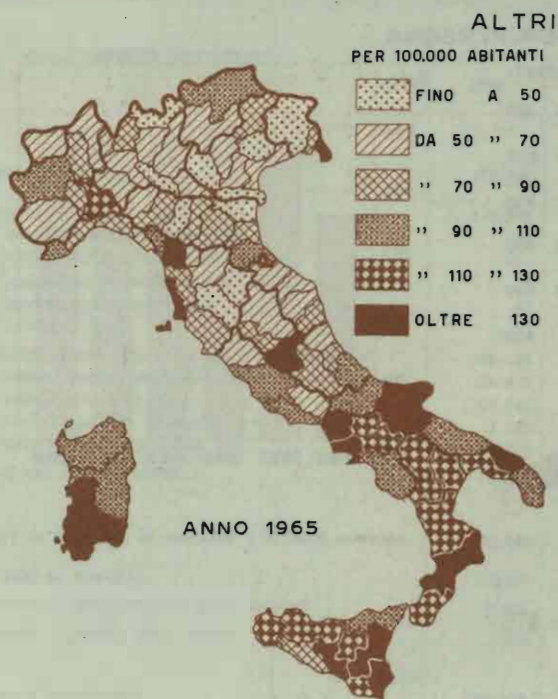 ALTRI
PER 100.000 ABITANTI
FINO A 50
DA 50 " 70
" 70 " 90
" 90 " 110
" 110 " 130
OLTRE 130
ANNO 1965